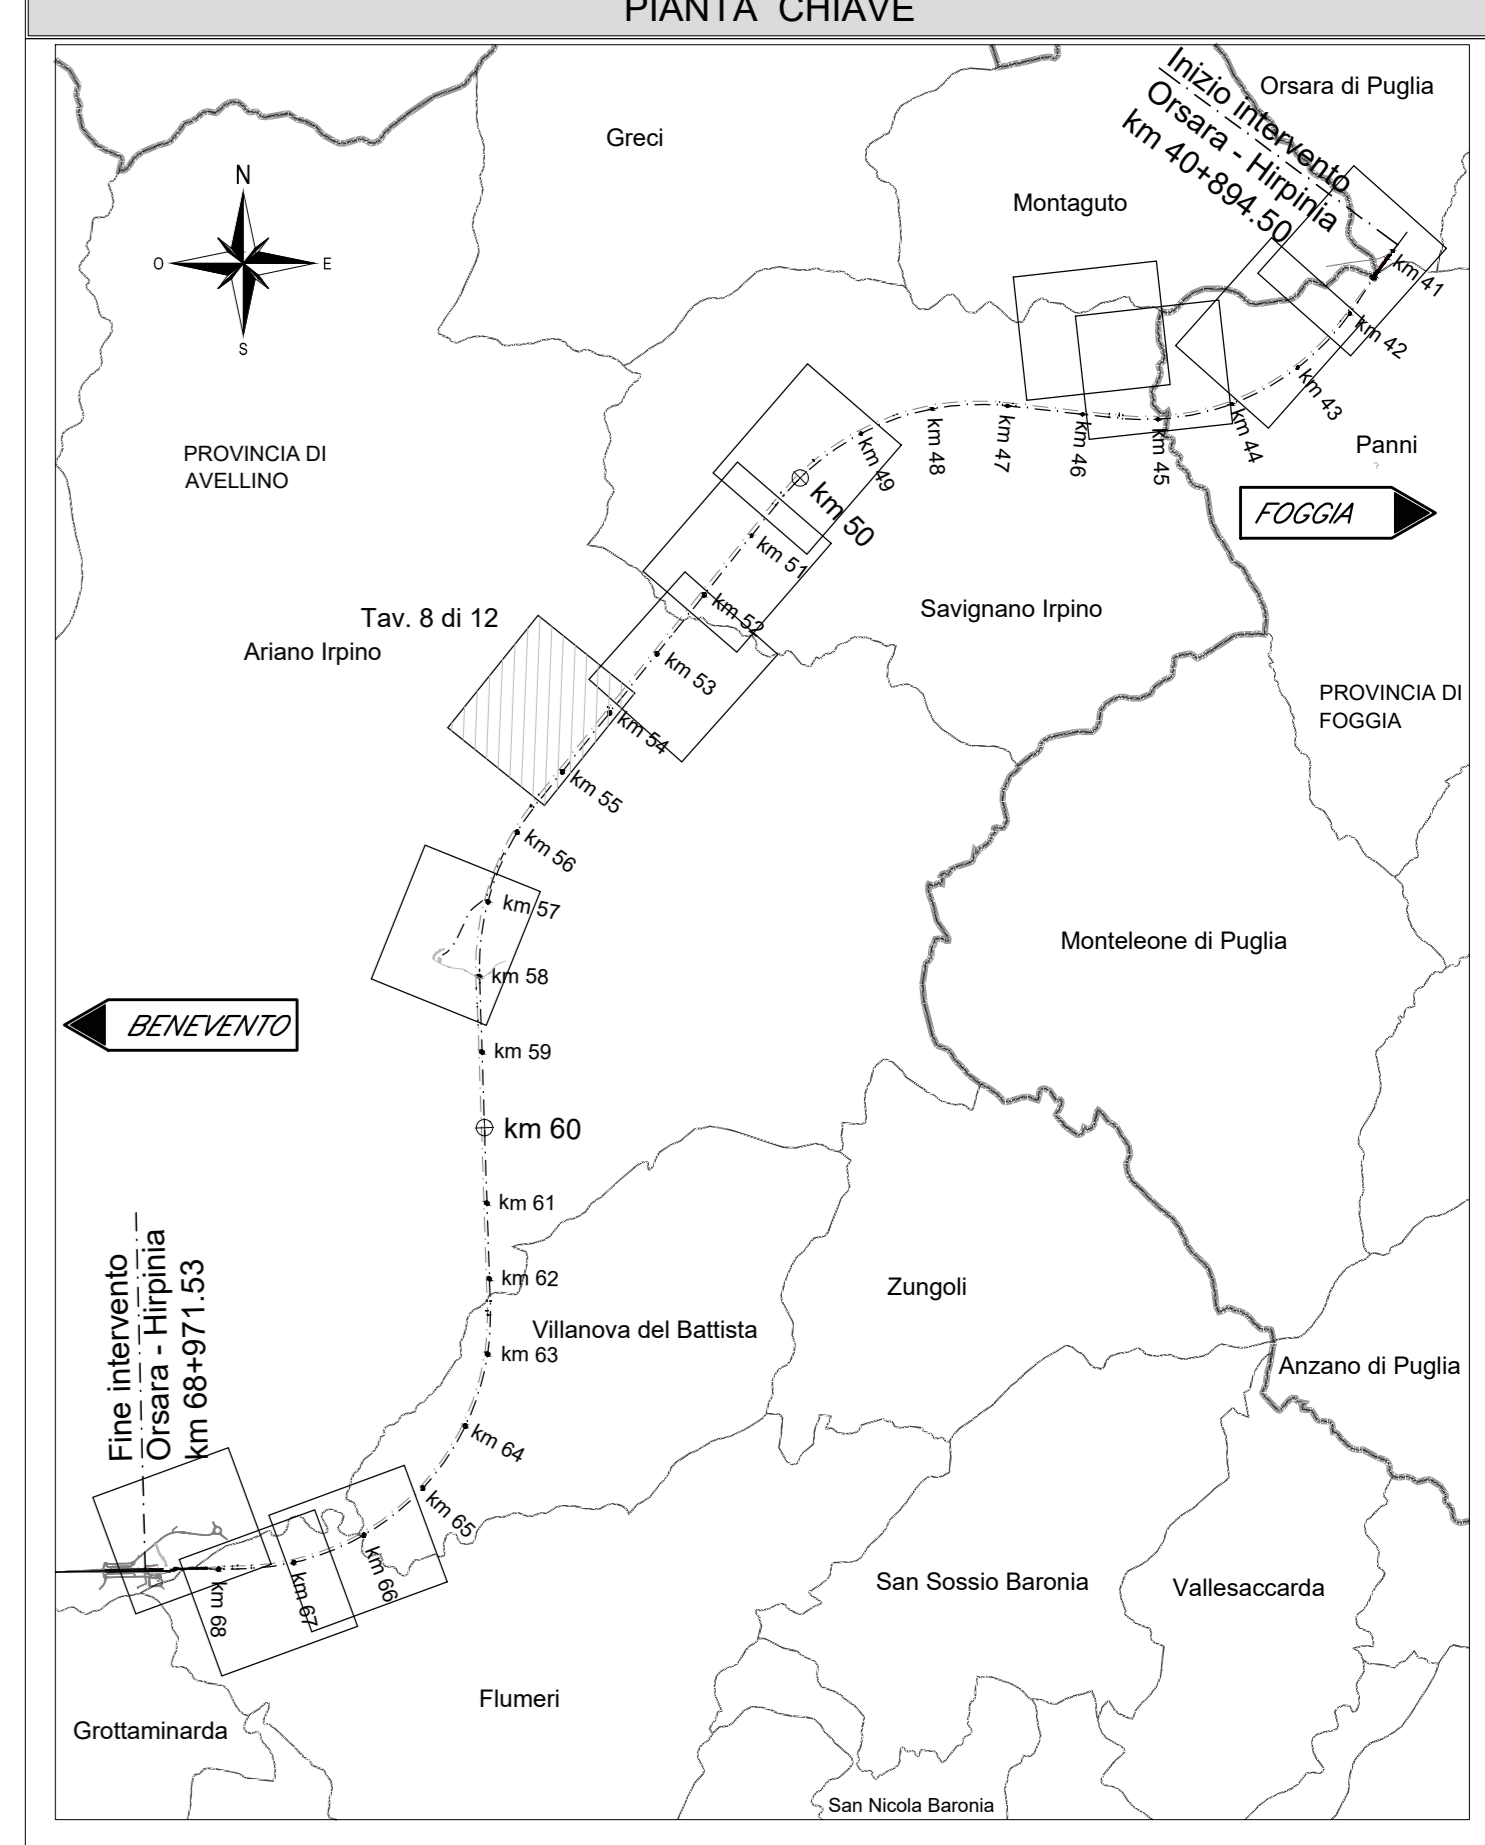 PIANTA CHIAVE
Inizio intervento
Orsara - Hirpinia
km 40+894.50
Orsara di Puglia
Greci
Montaguto
N
O
E
S
km 41
km 42
km 43
km 44
km 45
km 46
km 47
km 48
km 49
km 50
Panni
PROVINCIA DI
AVELLINO
FOGGIA
km 51
km 52
Savignano Irpino
Tav. 8 di 12
Ariano Irpino
km 53
km 54
PROVINCIA DI
FOGGIA
km 55
km 56
km 57
Monteleone di Puglia
km 58
BENEVENTO
km 59
km 60
km 61
Fine intervento
Orsara - Hirpinia
km 68+971.53
km 62
Zungoli
Villanova del Battista
km 63
Anzano di Puglia
km 64
km 65
km 66
km 67
km 68
San Sossio Baronia
Vallesaccarda
Flumeri
Grottaminarda
San Nicola Baronia